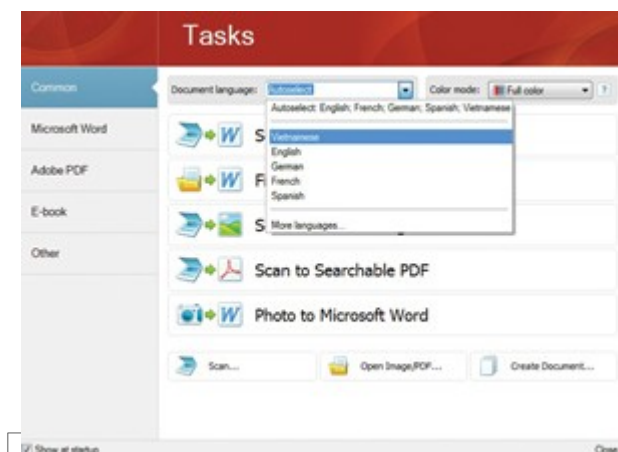 Tasks
Common
Document language: Autoselect
Color mode: Full color ?
Autoselect: English; French; German; Spanish; Vietnamese
Microsoft Word
S
Vietnamese
English
German
Adobe PDF
F
French
Spanish
E-book
S
More languages...
Other
Scan to Searchable PDF
Photo to Microsoft Word
Scan...
Open Image/PDF...
Create Document...
Show at startup
Close